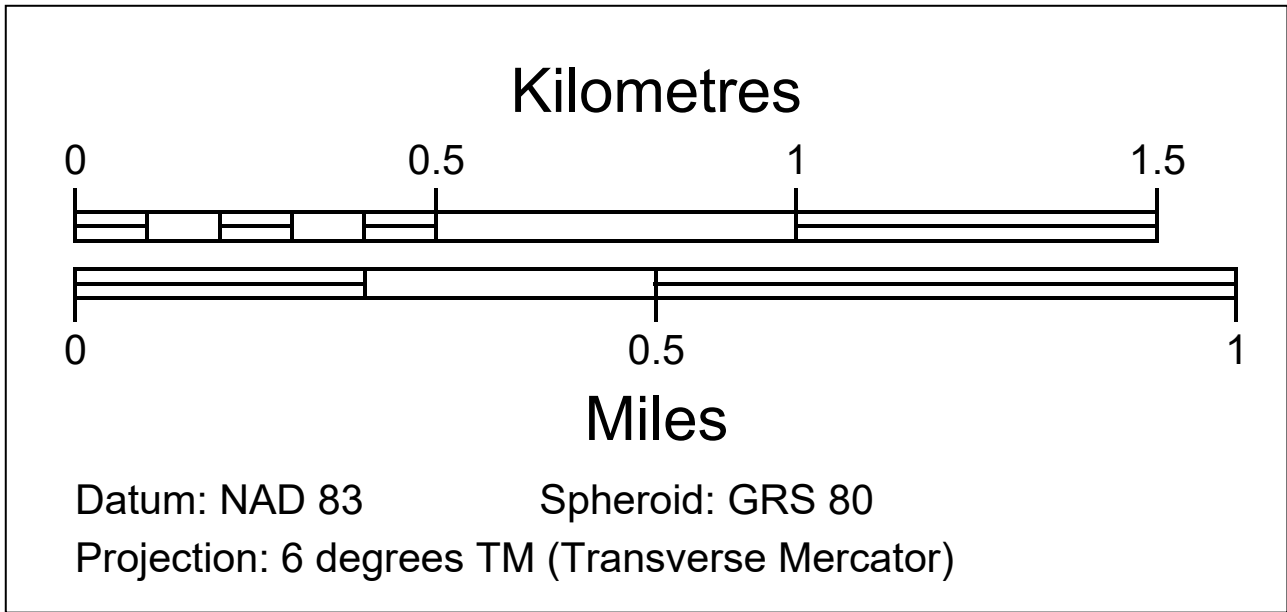 Kilometres
0 0.5 1 1.5
0 0.5 1
Miles
Datum: NAD 83 Spheroid: GRS 80
Projection: 6 degrees TM (Transverse Mercator)